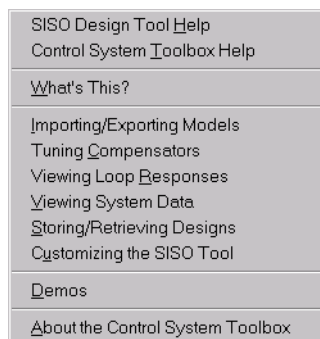 SISO Design Tool Help
Control System Toolbox Help
What's This?
Importing/Exporting Models
Tuning Compensators
Viewing Loop Responses
Viewing System Data
Storing/Retrieving Designs
Customizing the SISO Tool
Demos
About the Control System Toolbox